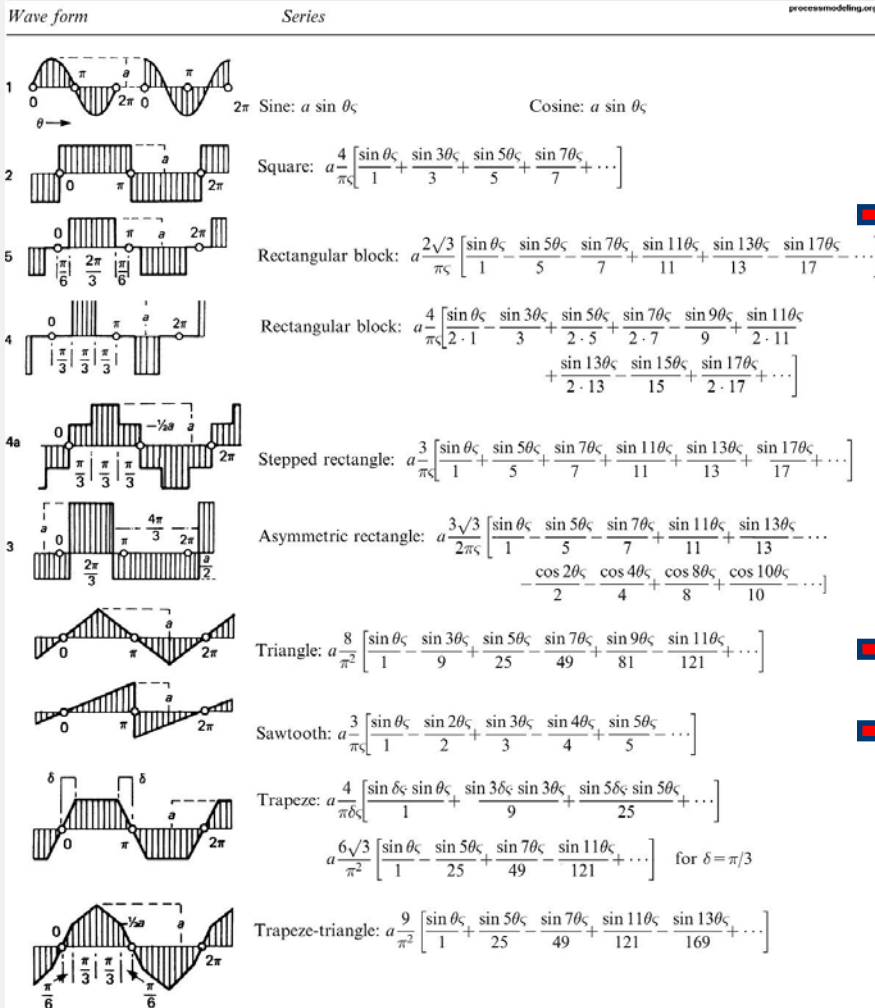 processmodeling.org
Wave form Series
1 0 π a 2π 0 π 2π θ → Sine: a sin θς Cosine: a sin θς
2 0 π a 2π Square: a 4/πς [sin θς/1 + sin 3θς/3 + sin 5θς/5 + sin 7θς/7 + ⋯]
5 0 π a 2π |π/6| 2π/3 |π/6| Rectangular block: a 2√3/πς [sin θς/1 − sin 5θς/5 − sin 7θς/7 + sin 11θς/11 + sin 13θς/13 − sin 17θς/17 − ⋯]
4 0 π a 2π |π/3|π/3|π/3| Rectangular block: a 4/πς [sin θς/2·1 − sin 3θς/3 + sin 5θς/2·5 + sin 7θς/2·7 − sin 9θς/9 + sin 11θς/2·11
+ sin 13θς/2·13 − sin 15θς/15 + sin 17θς/2·17 + ⋯]
4a 0 −½a a 2π π/3 | π/3 | π/3 Stepped rectangle: a 3/πς [sin θς/1 + sin 5θς/5 + sin 7θς/7 + sin 11θς/11 + sin 13θς/13 + sin 17θς/17 + ⋯]
3 a 0 4π/3 π 2π 2π/3 a/2 Asymmetric rectangle: a 3√3/2πς [sin θς/1 − sin 5θς/5 − sin 7θς/7 + sin 11θς/11 + sin 13θς/13 − ⋯
− cos 2θς/2 − cos 4θς/4 + cos 8θς/8 + cos 10θς/10 − ⋯]
0 π a 2π Triangle: a 8/π² [sin θς/1 − sin 3θς/9 + sin 5θς/25 − sin 7θς/49 + sin 9θς/81 − sin 11θς/121 + ⋯]
0 π a 2π Sawtooth: a 3/πς [sin θς/1 − sin 2θς/2 + sin 3θς/3 − sin 4θς/4 + sin 5θς/5 − ⋯]
δ δ 0 π a 2π Trapeze: a 4/πδς [sin δς sin θς/1 + sin 3δς sin 3θς/9 + sin 5δς sin 5θς/25 + ⋯]
a 6√3/π² [sin θς/1 − sin 5θς/25 + sin 7θς/49 − sin 11θς/121 + ⋯] for δ=π/3
0 ½a a π 2π π/6 | π/3 | π/3 | π/6 Trapeze-triangle: a 9/π² [sin θς/1 + sin 5θς/25 − sin 7θς/49 + sin 11θς/121 − sin 13θς/169 + ⋯]